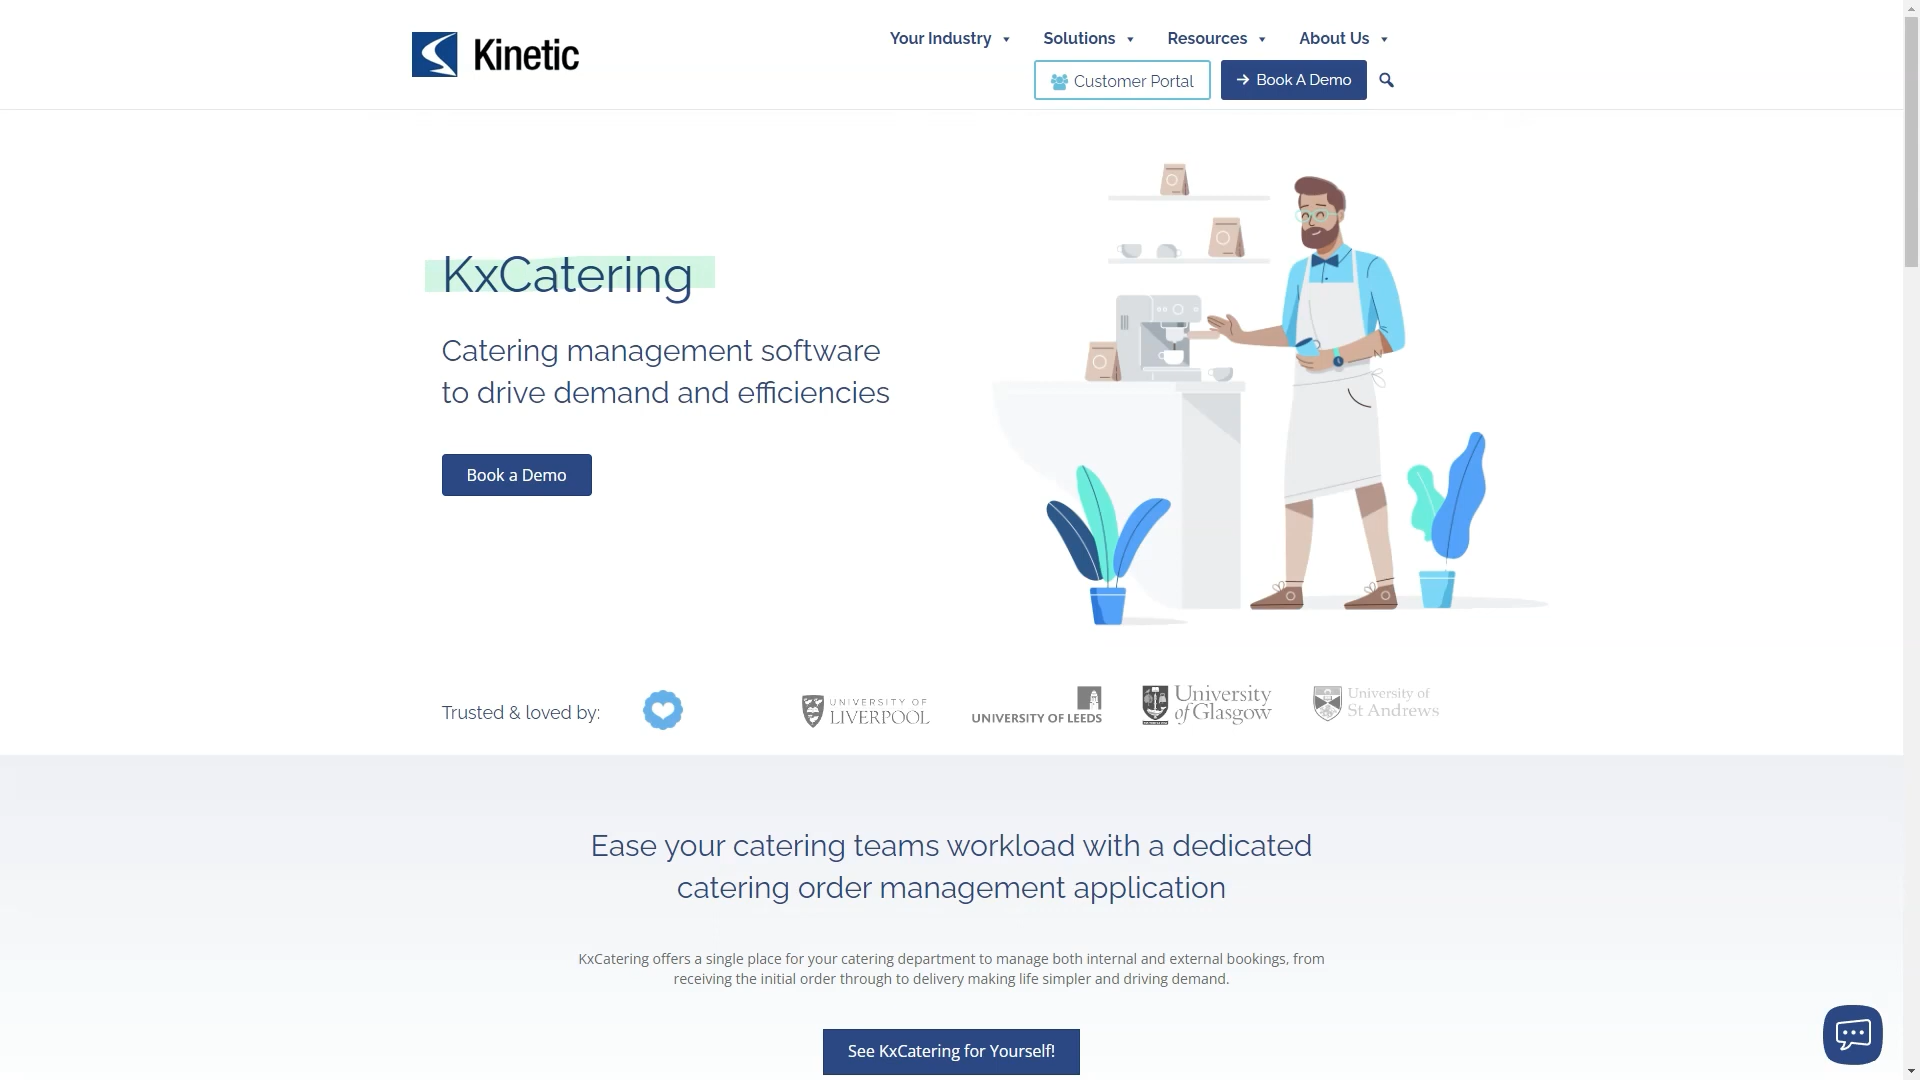 Kinetic
Your Industry
Solutions
Resources
About Us
Customer Portal
Book A Demo
KxCatering
Catering management software
to drive demand and efficiencies
Book a Demo
Trusted & loved by:
UNIVERSITY OF
LIVERPOOL
UNIVERSITY OF LEEDS
University
of Glasgow
University of
St Andrews
Ease your catering teams workload with a dedicated
catering order management application
KxCatering offers a single place for your catering department to manage both internal and external bookings, from
receiving the initial order through to delivery making life simpler and driving demand.
See KxCatering for Yourself!